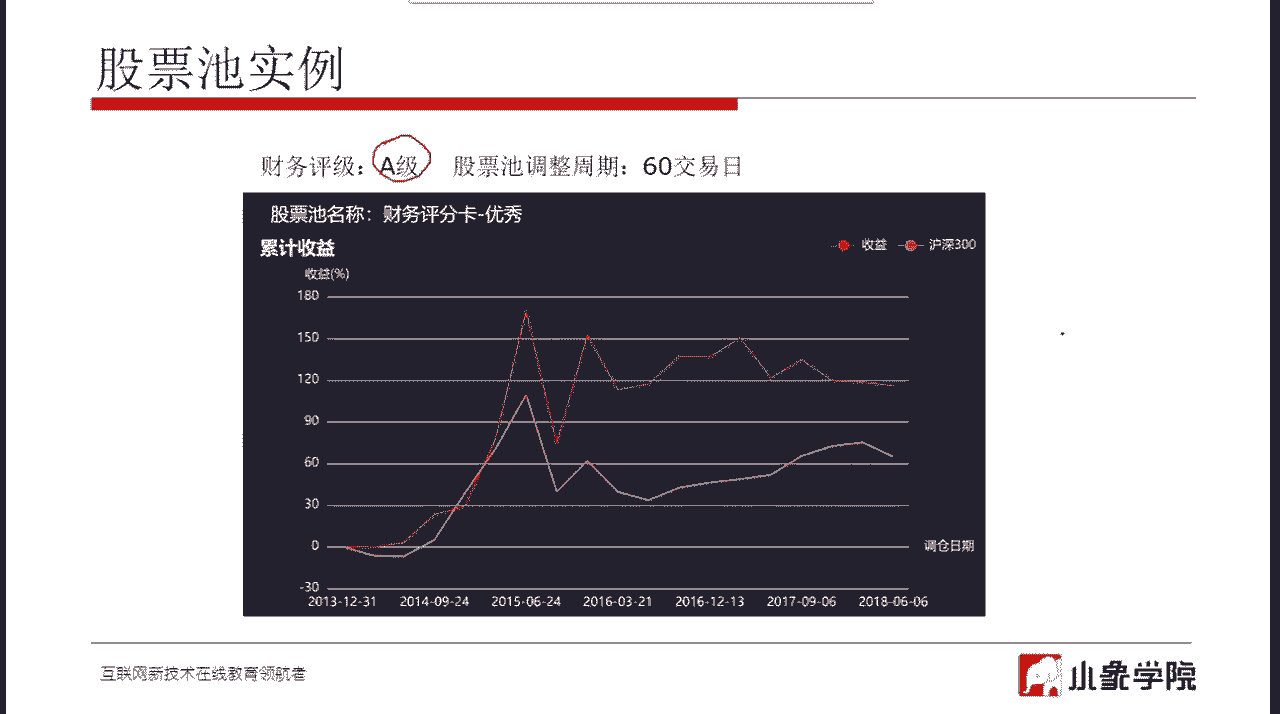 股票池实例
财务评级：A级 股票池调整周期：60交易日
股票池名称：财务评分卡-优秀
累计收益
收益 沪深300
收益(%)
180
150
120
90
60
30
0
调仓日期
-30
2013-12-31 2014-09-24 2015-06-24 2016-03-21 2016-12-13 2017-09-06 2018-06-06
互联网新技术在线教育领航者
小象学院